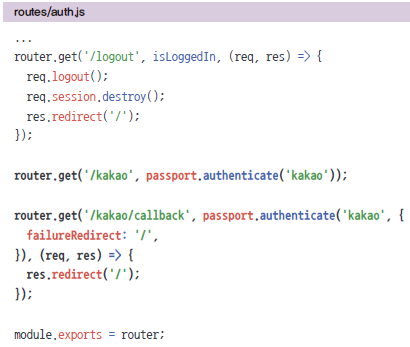 routes/auth.js
...
router.get('/logout', isLoggedIn, (req, res) => {
  req.logout();
  req.session.destroy();
  res.redirect('/');
});

router.get('/kakao', passport.authenticate('kakao'));

router.get('/kakao/callback', passport.authenticate('kakao', {
  failureRedirect: '/',
}), (req, res) => {
  res.redirect('/');
});

module.exports = router;